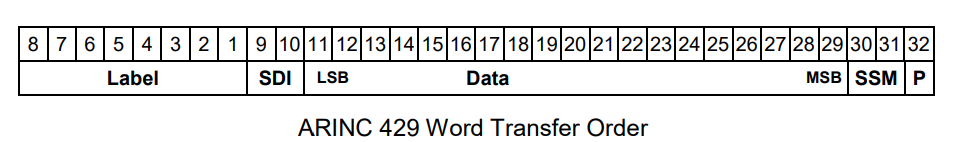 8 7 6 5 4 3 2 1 9 10 11 12 13 14 15 16 17 18 19 20 21 22 23 24 25 26 27 28 29 30 31 32
Label SDI LSB Data MSB SSM P
ARINC 429 Word Transfer Order